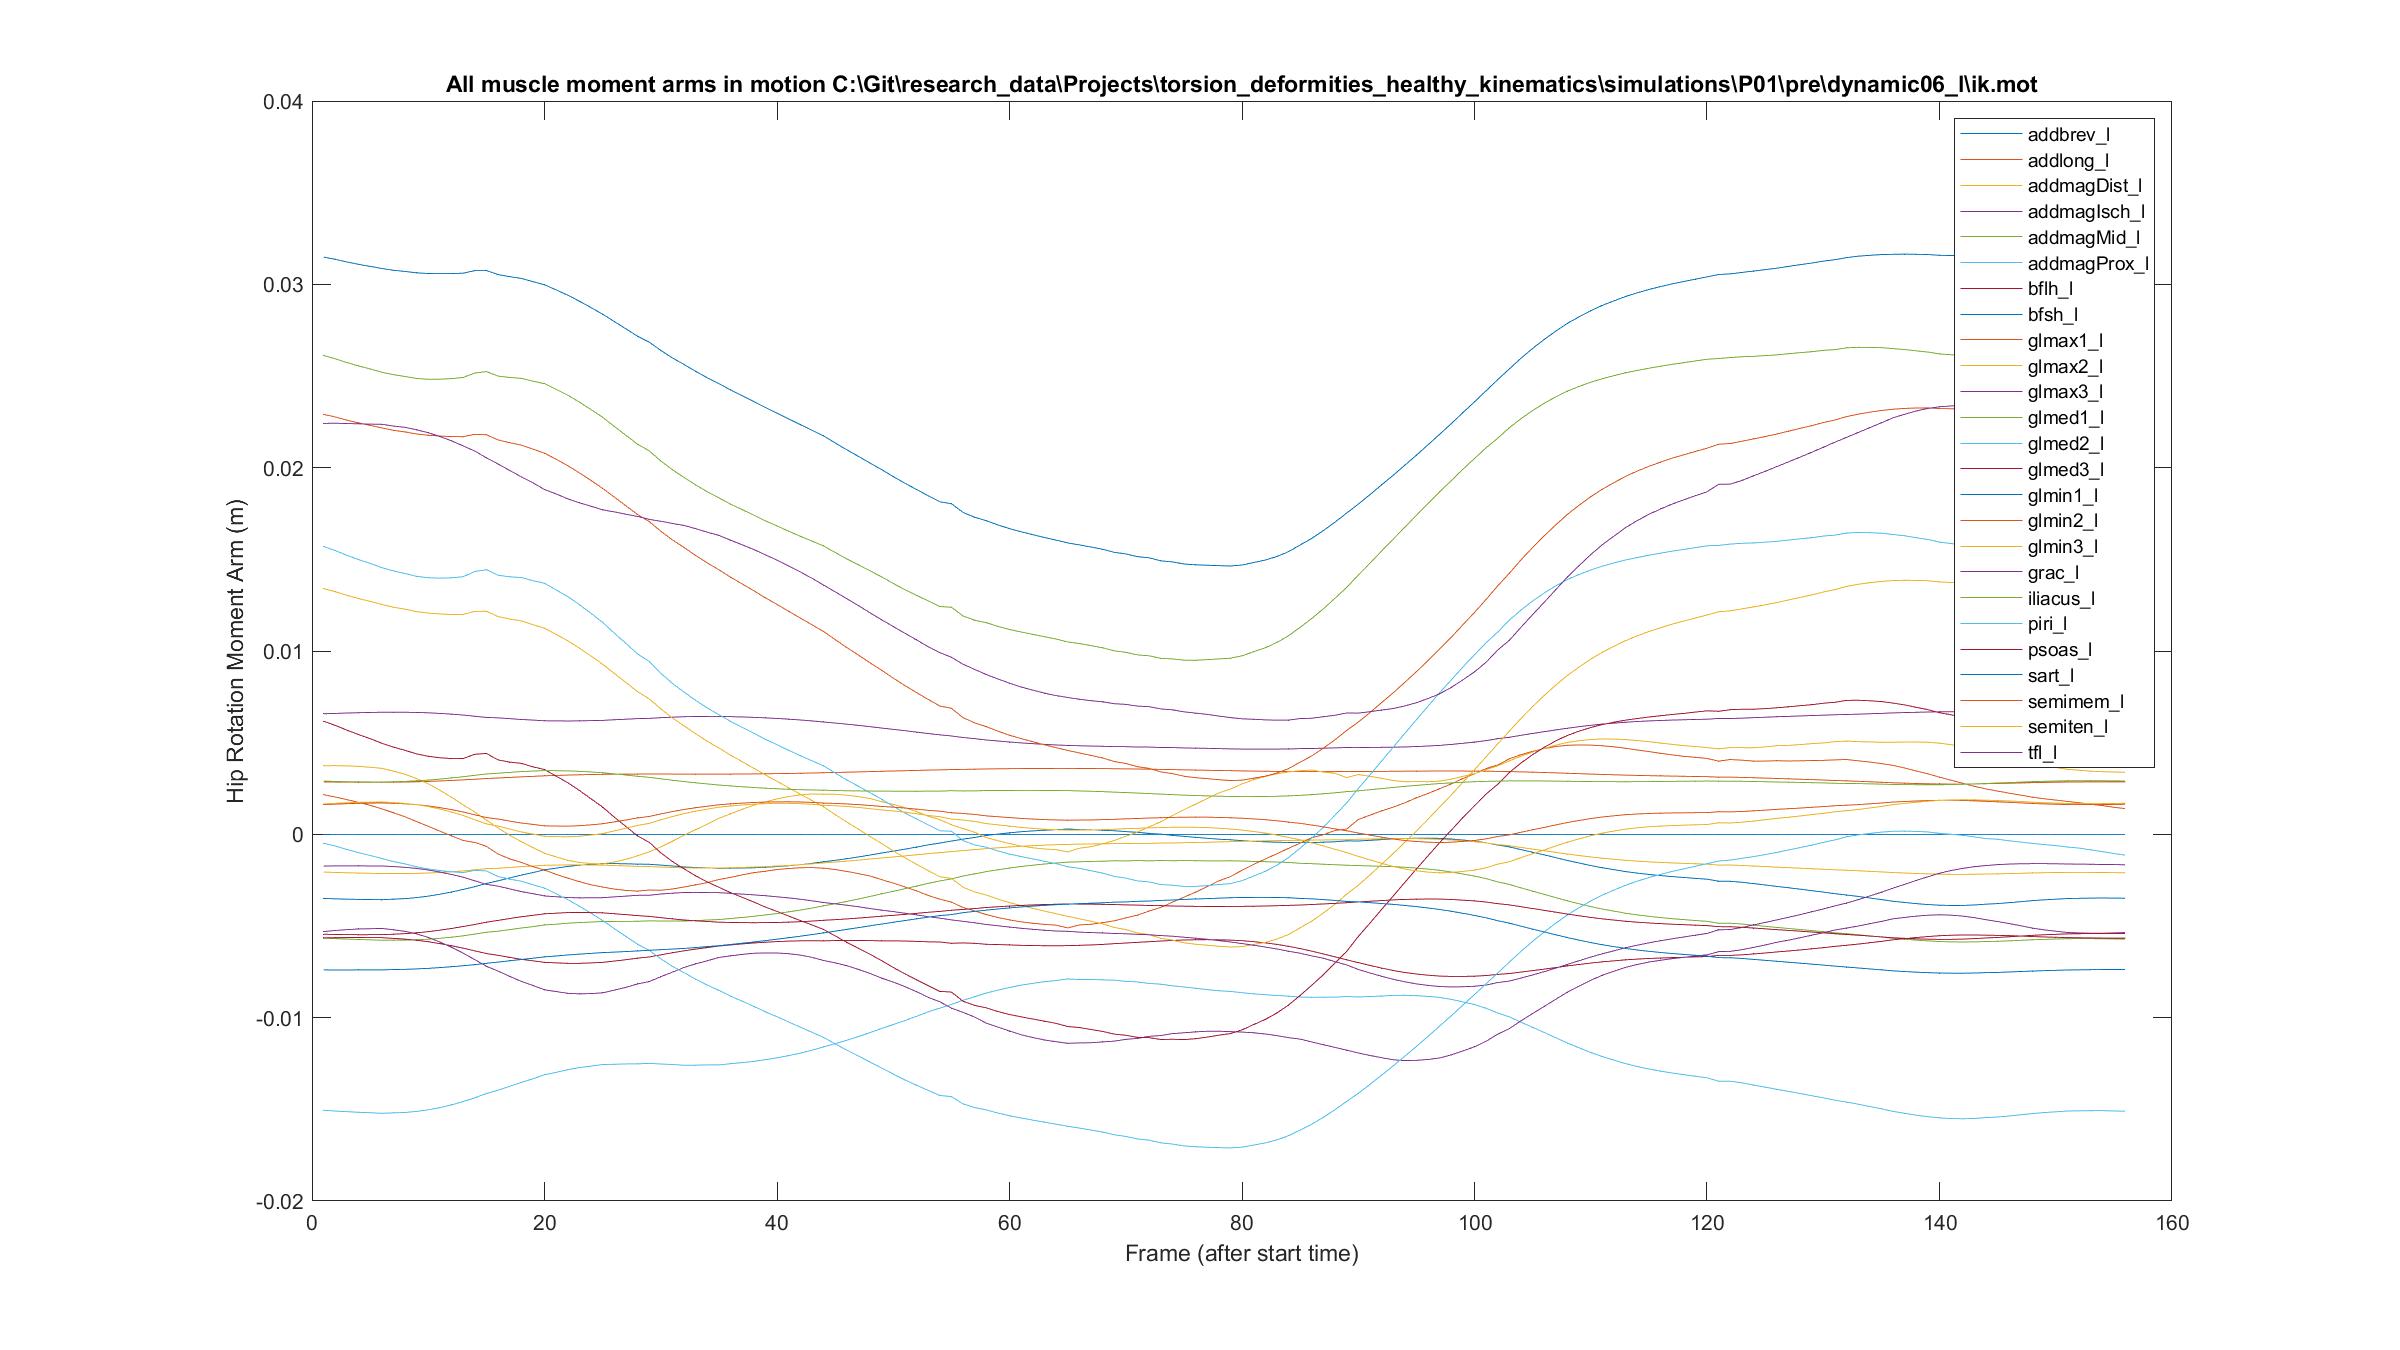 All muscle moment arms in motion C:\Git\research_data\Projects\torsion_deformities_healthy_kinematics\simulations\P01\pre\dynamic06_l\ik.mot
0.04
0.03
0.02
0.01
0
-0.01
-0.02
Hip Rotation Moment Arm (m)
addbrev_l
addlong_l
addmagDist_l
addmagIsch_l
addmagMid_l
addmagProx_l
bflh_l
bfsh_l
glmax1_l
glmax2_l
glmax3_l
glmed1_l
glmed2_l
glmed3_l
glmin1_l
glmin2_l
glmin3_l
grac_l
iliacus_l
piri_l
psoas_l
sart_l
semimem_l
semiten_l
tfl_l
0 20 40 60 80 100 120 140 160
Frame (after start time)